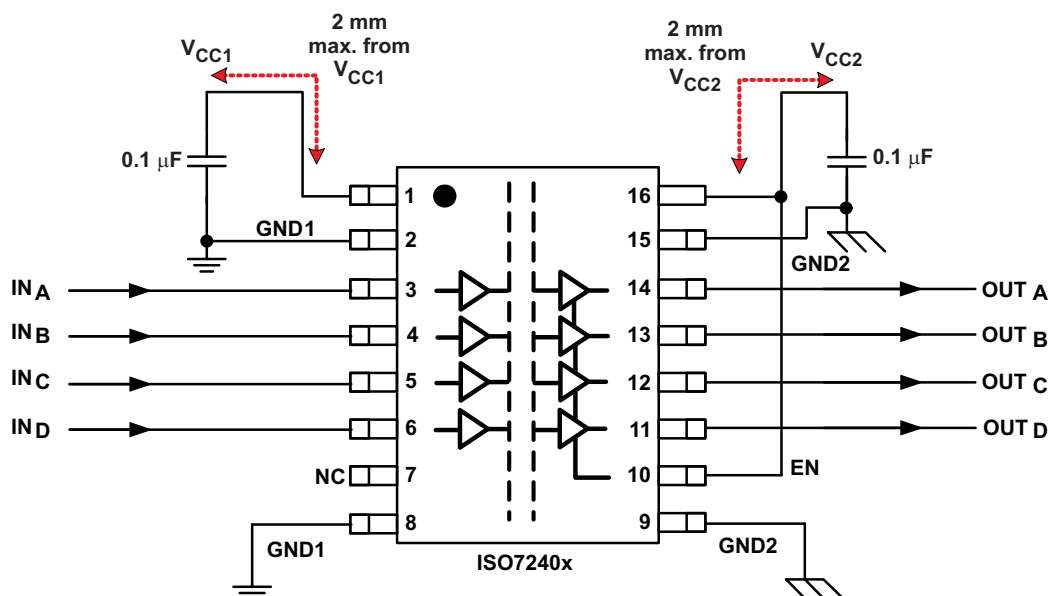 2 mm
max. from
VCC1
VCC1
0.1 μF
2 mm
max. from
VCC2
VCC2
0.1 μF
1
16
GND1
2
15
GND2
INA
3
14
OUT A
INB
4
13
OUT B
INC
5
12
OUT C
IND
6
11
OUT D
NC
7
10
EN
8
9
GND1
GND2
ISO7240x